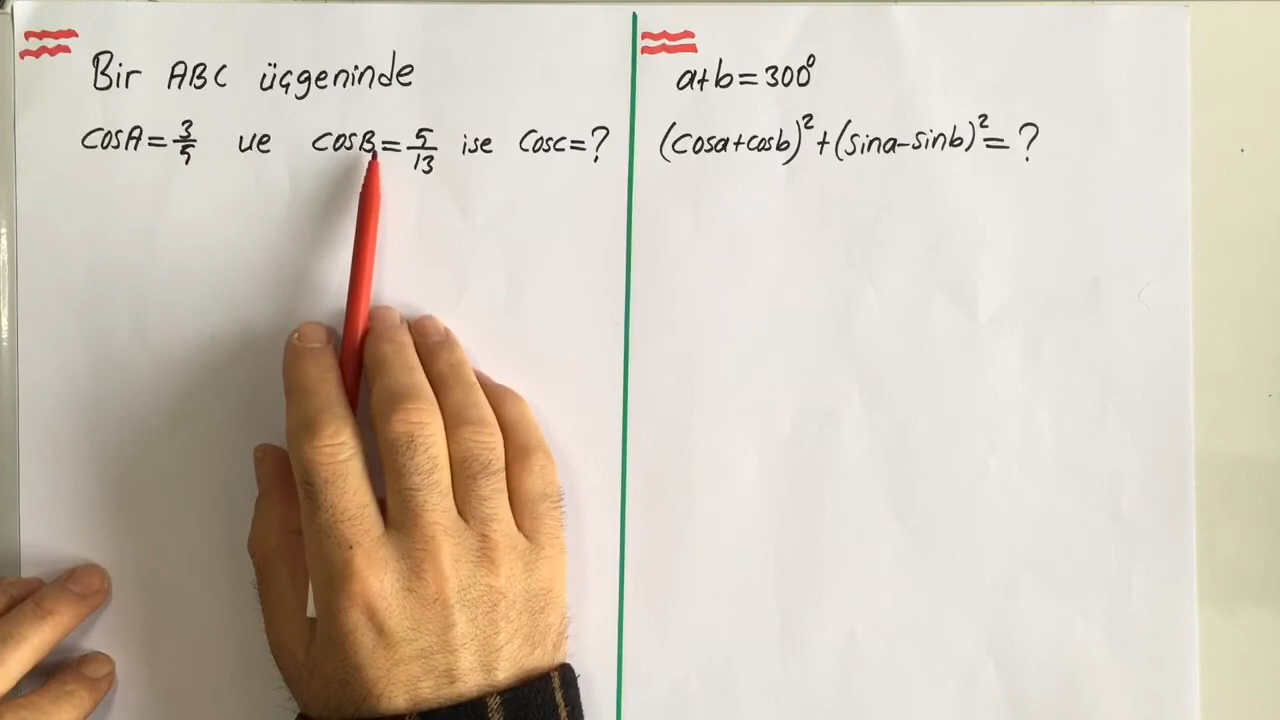 Bir ABC üçgeninde
cosA = 3/5 ve cosB = 5/13 ise cosc = ?
a+b = 300°
(cosa+cosb)² + (sina-sinb)² = ?